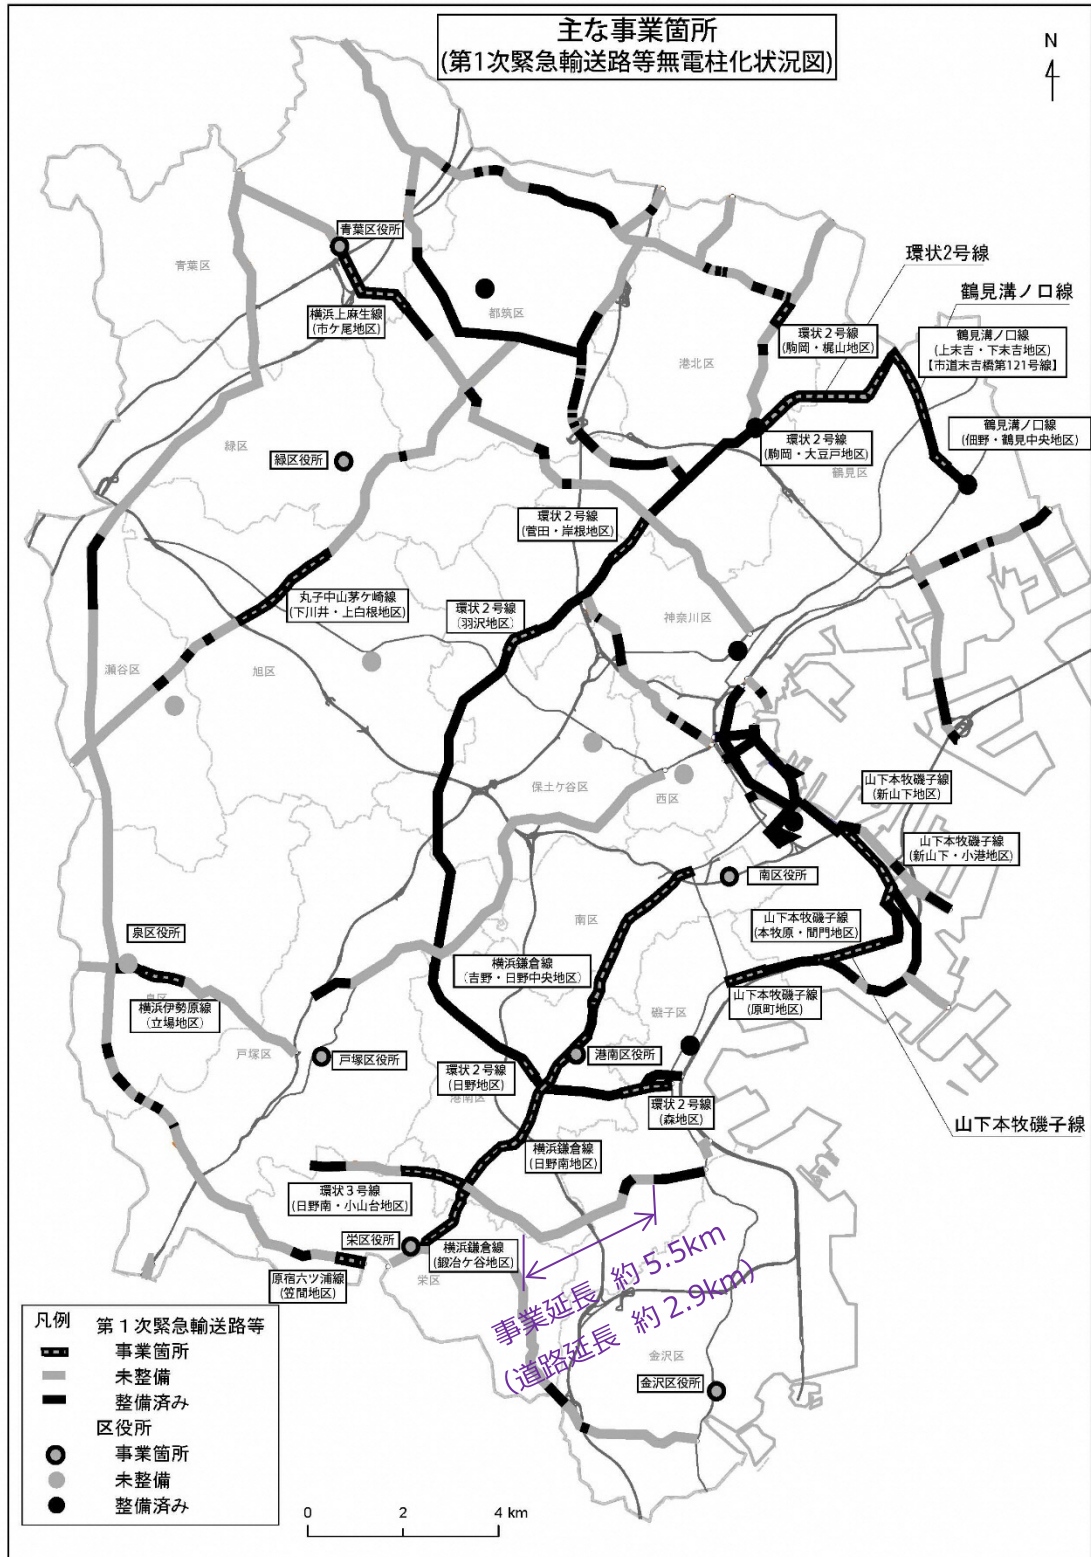 主な事業箇所
(第1次緊急輸送路等無電柱化状況図)
N
環状2号線
鶴見溝ノ口線
青葉区役所
青葉区
横浜上麻生線
(市ケ尾地区)
都筑区
港北区
環状2号線
(駒岡・梶山地区)
鶴見溝ノ口線
(上末吉・下末吉地区)
【市道末吉橋第121号線】
鶴見溝ノ口線
(佃野・鶴見中央地区)
環状2号線
(駒岡・大豆戸地区)
鶴見区
緑区
緑区役所
環状2号線
(菅田・岸根地区)
丸子中山茅ケ崎線
(下川井・上白根地区)
環状2号線
(羽沢地区)
神奈川区
瀬谷区
旭区
保土ケ谷区
西区
山下本牧磯子線
(新山下地区)
山下本牧磯子線
(新山下・小港地区)
南区役所
南区
山下本牧磯子線
(本牧原・間門地区)
泉区役所
泉区
横浜伊勢原線
(立場地区)
横浜鎌倉線
(吉野・日野中央地区)
山下本牧磯子線
(原町地区)
磯子区
戸塚区
戸塚区役所
環状2号線
(日野地区)
港南区役所
港南区
環状2号線
(森地区)
山下本牧磯子線
横浜鎌倉線
(日野南地区)
環状3号線
(日野南・小山台地区)
栄区役所
横浜鎌倉線
(鍛冶ケ谷地区)
栄区
原宿六ツ浦線
(笠間地区)
事業延長 約5.5km
(道路延長 約2.9km)
金沢区
金沢区役所
凡例
第1次緊急輸送路等
事業箇所
未整備
整備済み
区役所
事業箇所
未整備
整備済み
0 2 4 km